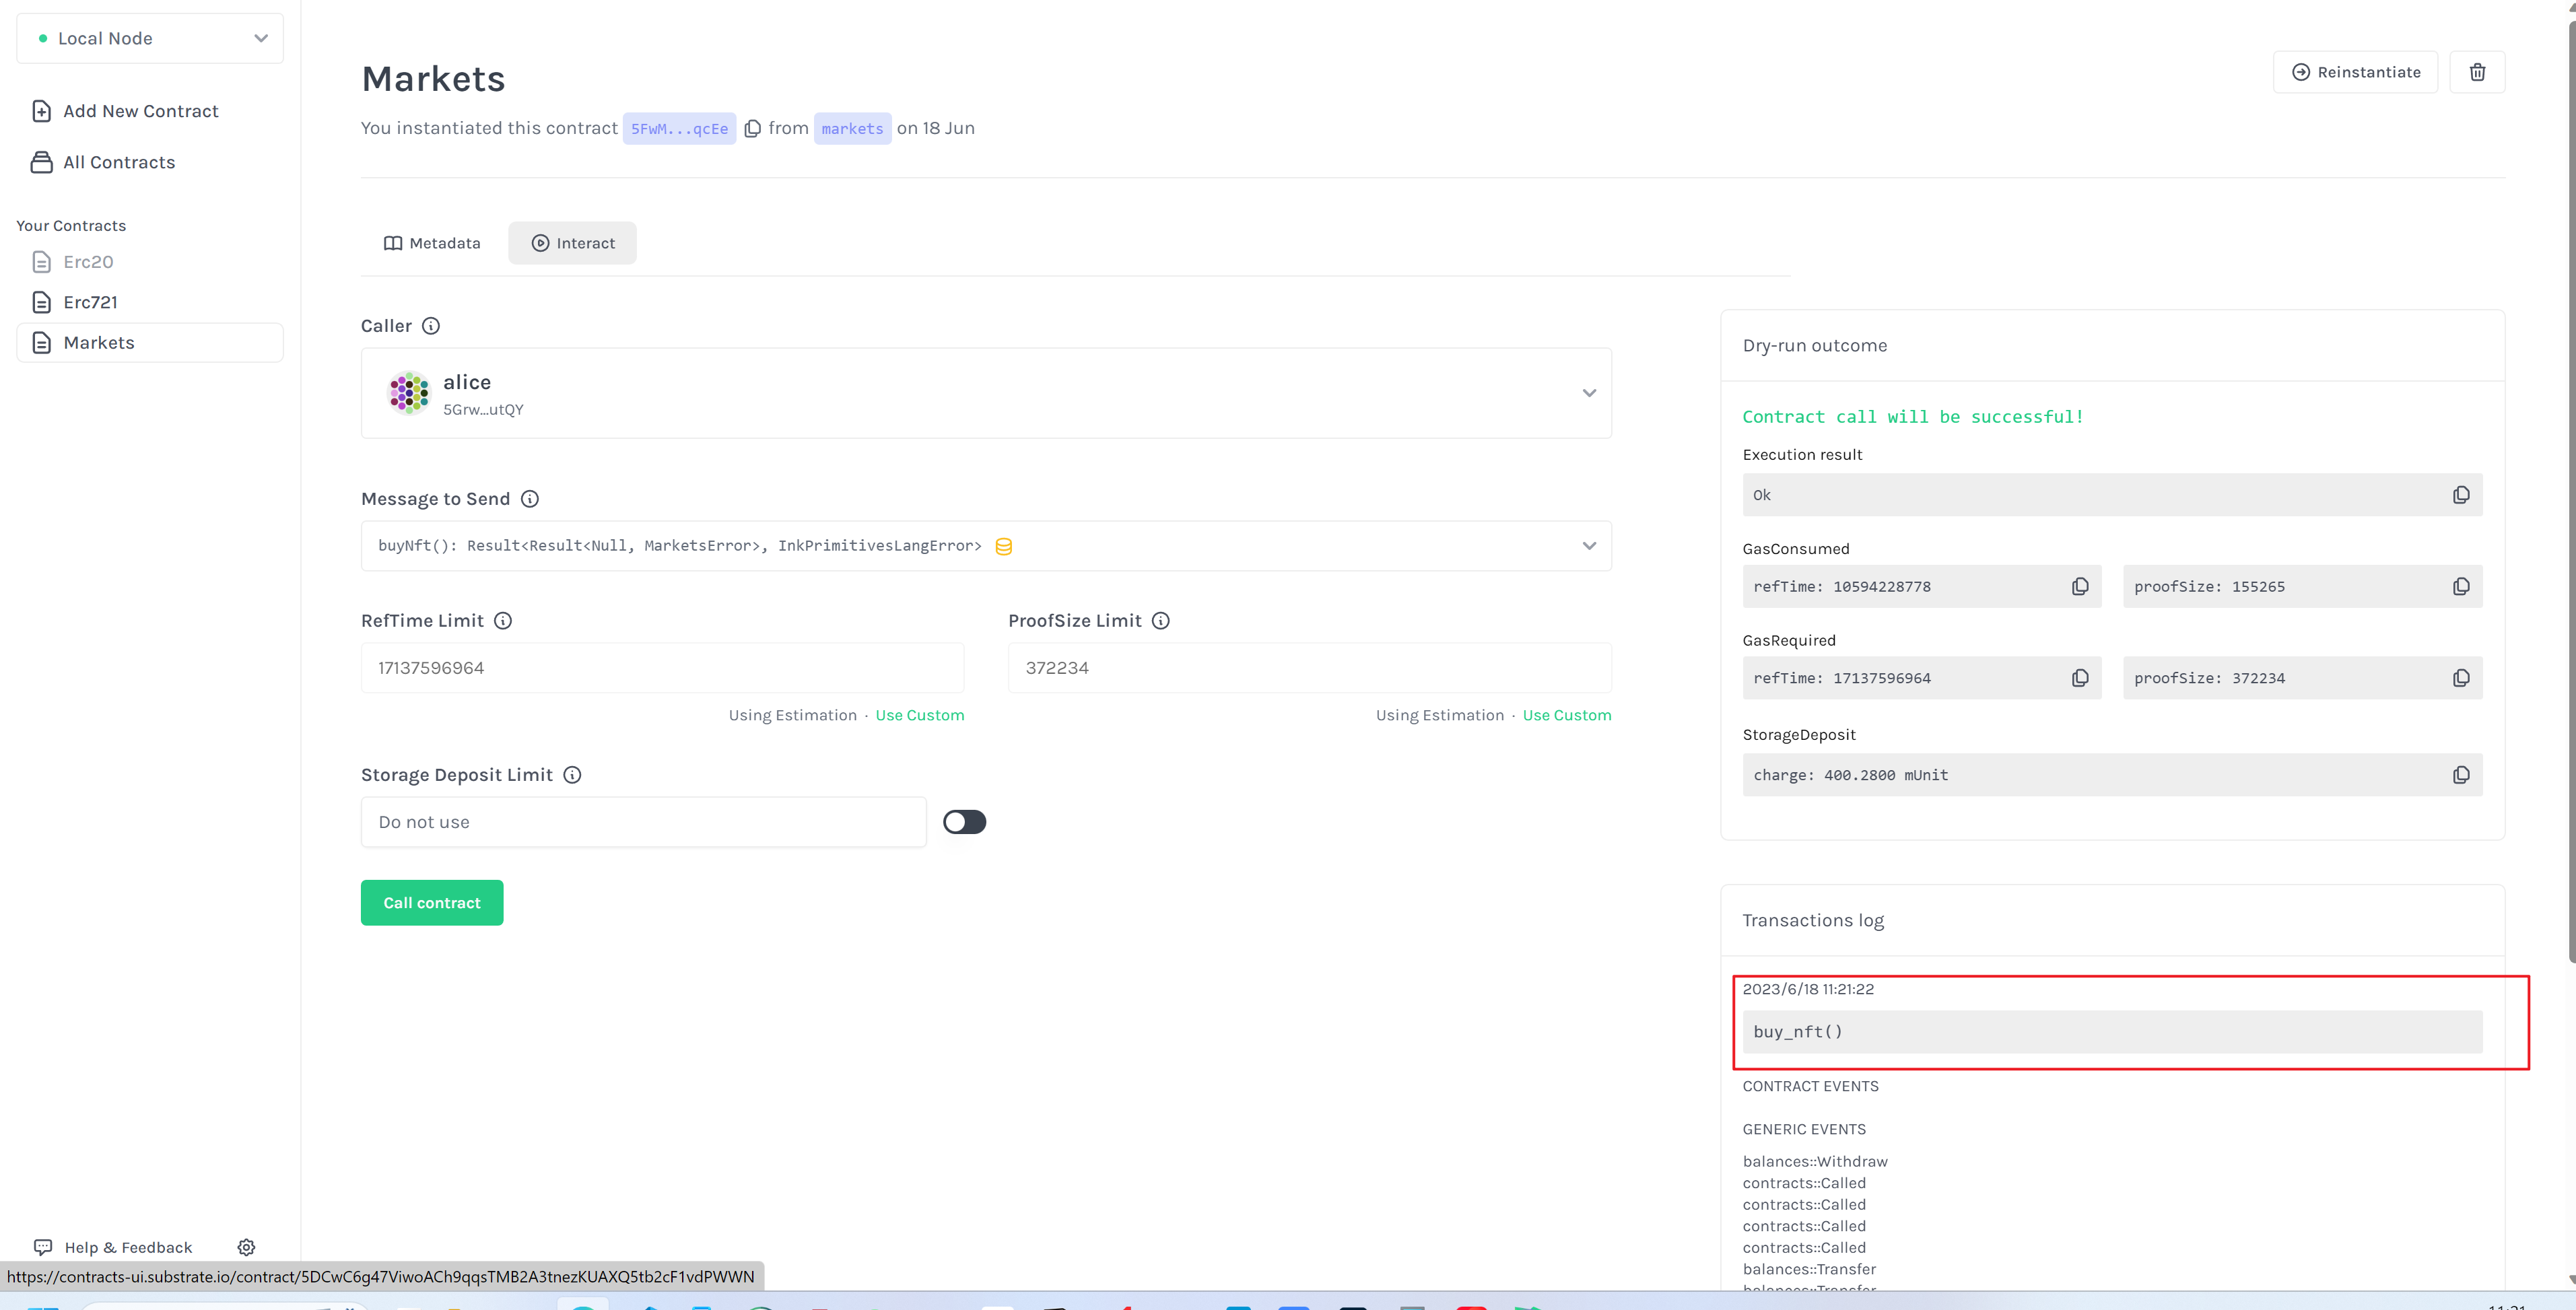 Local Node
Add New Contract
All Contracts
Your Contracts
Erc20
Erc721
Markets
Help & Feedback
https://contracts-ui.substrate.io/contract/5DCwC6g47ViwoACh9qqsTMB2A3tnezKUAXQ5tb2cF1vdPWWN
Markets
You instantiated this contract 5FwM...qcEe from markets on 18 Jun
Reinstantiate
Metadata
Interact
Caller
alice
5Grw...utQY
Message to Send
buyNft(): Result<Result<Null, MarketsError>, InkPrimitivesLangError>
RefTime Limit
17137596964
Using Estimation · Use Custom
ProofSize Limit
372234
Using Estimation · Use Custom
Storage Deposit Limit
Do not use
Call contract
Dry-run outcome
Contract call will be successful!
Execution result
Ok
GasConsumed
refTime: 10594228778
proofSize: 155265
GasRequired
refTime: 17137596964
proofSize: 372234
StorageDeposit
charge: 400.2800 mUnit
Transactions log
2023/6/18 11:21:22
buy_nft()
CONTRACT EVENTS
GENERIC EVENTS
balances::Withdraw
contracts::Called
contracts::Called
contracts::Called
contracts::Called
balances::Transfer
balances::Transfer